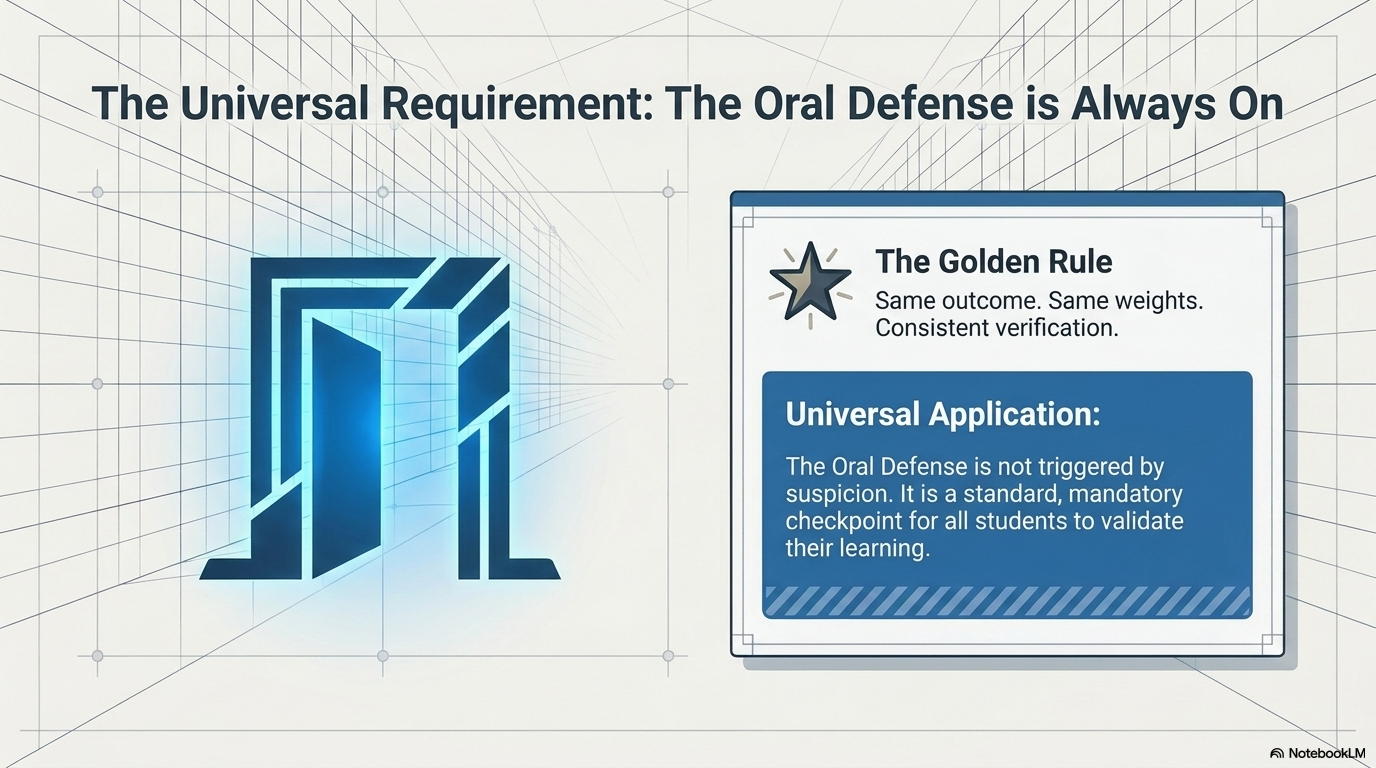 The Universal Requirement: The Oral Defense is Always On
The Golden Rule
Same outcome. Same weights.
Consistent verification.
Universal Application:
The Oral Defense is not triggered by
suspicion. It is a standard, mandatory
checkpoint for all students to validate
their learning.
NotebookLM